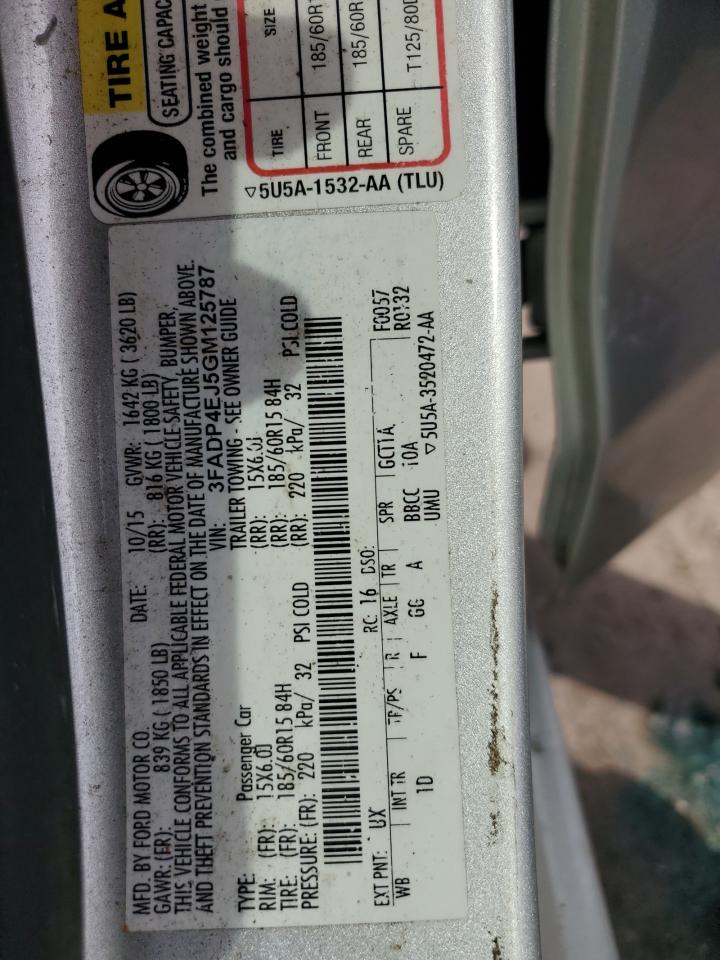 TIRE A
SEATING CAPAC
The combined weight
and cargo should
TIRE SIZE
FRONT 185/60R1
REAR 185/60R
SPARE T125/80D
5U5A-1532-AA (TLU)
MFD. BY FORD MOTOR CO. DATE: 10/15 GVWR: 1642 KG ( 3620 LB)
GAWR: (FR): 839 KG ( 1850 LB) (RR): 816 KG ( 1800 LB)
THIS VEHICLE CONFORMS TO ALL APPLICABLE FEDERAL MOTOR VEHICLE SAFETY, BUMPER,
AND THEFT PREVENTION STANDARDS IN EFFECT ON THE DATE OF MANUFACTURE SHOWN ABOVE.
VIN: 3FADP4EJ5GM125787
TYPE: Passenger Car TRAILER TOWING - SEE OWNER GUIDE
RIM: (FR): 15X6.0J (RR): 15X6.0J
TIRE: (FR): 185/60R15 84H (RR): 185/60R15 84H
PRESSURE: (FR): 220 kPa/ 32 PSI COLD (RR): 220 kPa/ 32 PSI COLD
EXT PNT: UX RC: 16 DSO: F0057
WB INT TR TP/PS R AXLE TR SPR GCT1A R0132
1D F GG A BBCC
UMU 5U5A-3520472-AA